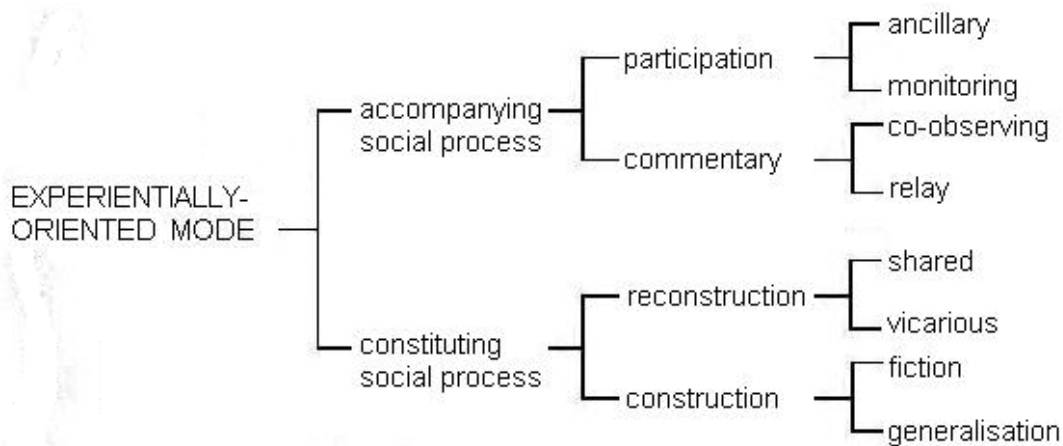 ancillary
participation
monitoring
accompanying
social process
co-observing
commentary
relay
EXPERIENTIALLY-
ORIENTED MODE
shared
reconstruction
vicarious
constituting
social process
fiction
construction
generalisation